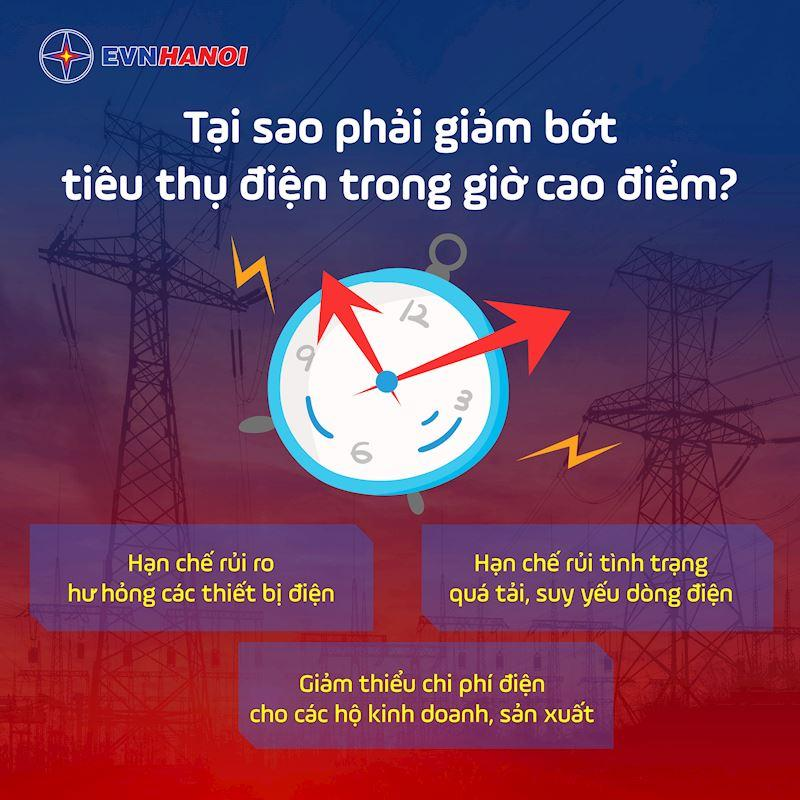 EVNHANOI
Tại sao phải giảm bớt
tiêu thụ điện trong giờ cao điểm?
12
9
3
6
Hạn chế rủi ro
hư hỏng các thiết bị điện
Hạn chế rủi tình trạng
quá tải, suy yếu dòng điện
Giảm thiểu chi phí điện
cho các hộ kinh doanh, sản xuất